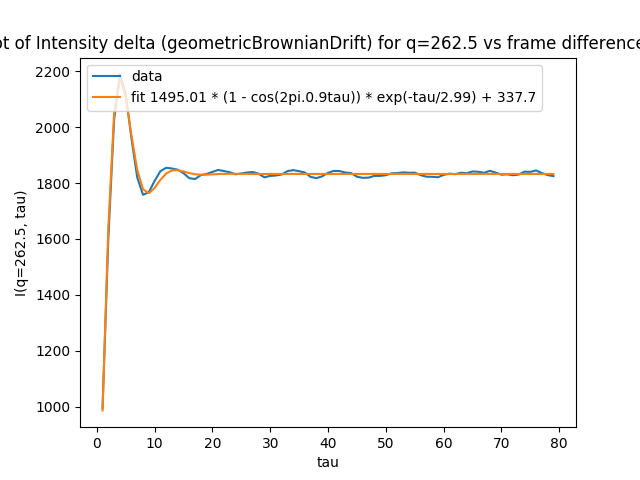 ot of Intensity delta (geometricBrownianDrift) for q=262.5 vs frame difference
data
fit 1495.01 * (1 - cos(2pi.0.9tau)) * exp(-tau/2.99) + 337.7
2200
2000
1800
1600
1400
1200
1000
I(q=262.5, tau)
0 10 20 30 40 50 60 70 80
tau